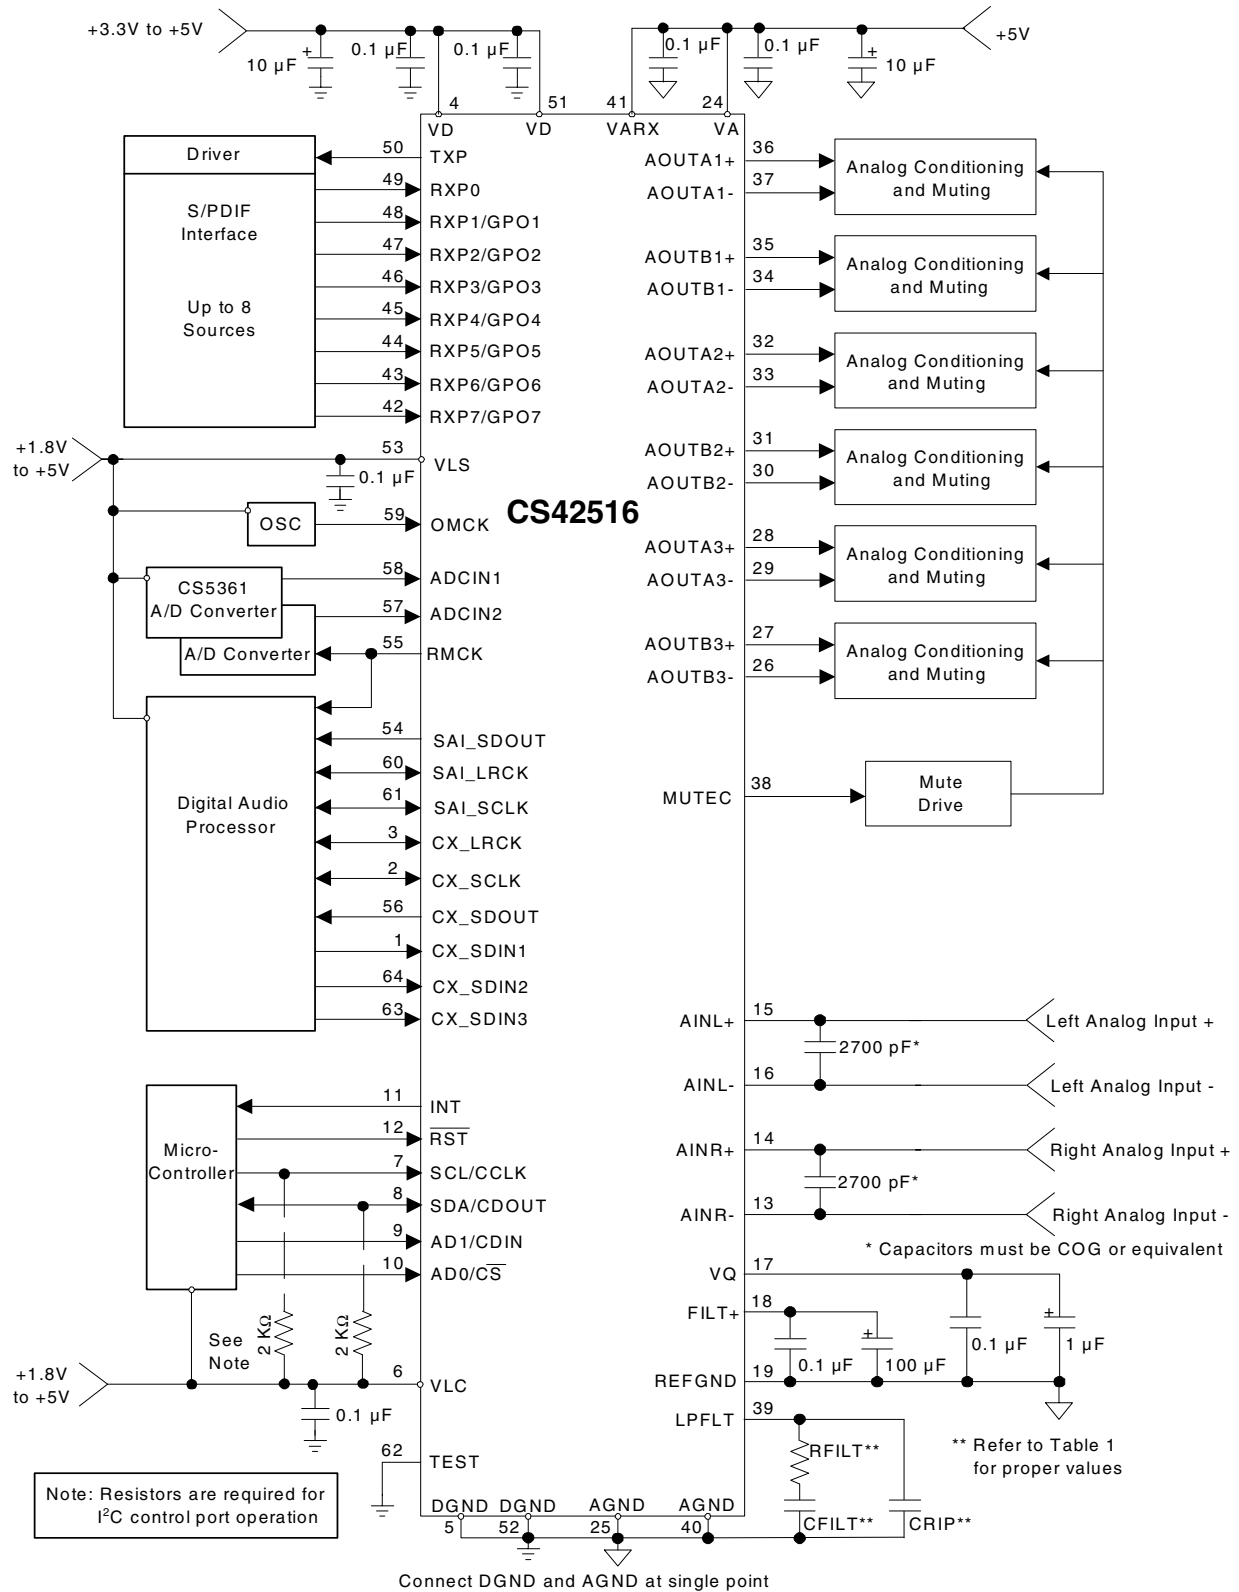 +3.3V to +5V
10 µF
+
0.1 µF
0.1 µF
0.1 µF
0.1 µF
+
10 µF
+5V
4
51
41
24
VD
VD
VARX
VA
Driver
S/PDIF
Interface
Up to 8
Sources
50
TXP
49
RXP0
48
RXP1/GPO1
47
RXP2/GPO2
46
RXP3/GPO3
45
RXP4/GPO4
44
RXP5/GPO5
43
RXP6/GPO6
42
RXP7/GPO7
+1.8V
to +5V
53
VLS
0.1 µF
OSC
59
OMCK
CS42516
CS5361
A/D Converter
A/D Converter
58
ADCIN1
57
ADCIN2
55
RMCK
Digital Audio
Processor
54
SAI_SDOUT
60
SAI_LRCK
61
SAI_SCLK
3
CX_LRCK
2
CX_SCLK
56
CX_SDOUT
1
CX_SDIN1
64
CX_SDIN2
63
CX_SDIN3
Micro-
Controller
11
INT
12
RST
7
SCL/CCLK
8
SDA/CDOUT
9
AD1/CDIN
10
AD0/CS
2 KΩ
2 KΩ
See
Note
+1.8V
to +5V
6
VLC
0.1 µF
62
TEST
Note: Resistors are required for
I²C control port operation
AOUTA1+
36
AOUTA1-
37
Analog Conditioning
and Muting
AOUTB1+
35
AOUTB1-
34
Analog Conditioning
and Muting
AOUTA2+
32
AOUTA2-
33
Analog Conditioning
and Muting
AOUTB2+
31
AOUTB2-
30
Analog Conditioning
and Muting
AOUTA3+
28
AOUTA3-
29
Analog Conditioning
and Muting
AOUTB3+
27
AOUTB3-
26
Analog Conditioning
and Muting
MUTEC
38
Mute
Drive
AINL+
15
Left Analog Input +
2700 pF*
AINL-
16
Left Analog Input -
AINR+
14
Right Analog Input +
2700 pF*
AINR-
13
Right Analog Input -
* Capacitors must be COG or equivalent
VQ
17
FILT+
18
0.1 µF
+
100 µF
0.1 µF
+
1 µF
REFGND
19
LPFLT
39
RFILT**
CFILT**
CRIP**
** Refer to Table 1
for proper values
DGND
DGND
AGND
AGND
5
52
25
40
Connect DGND and AGND at single point